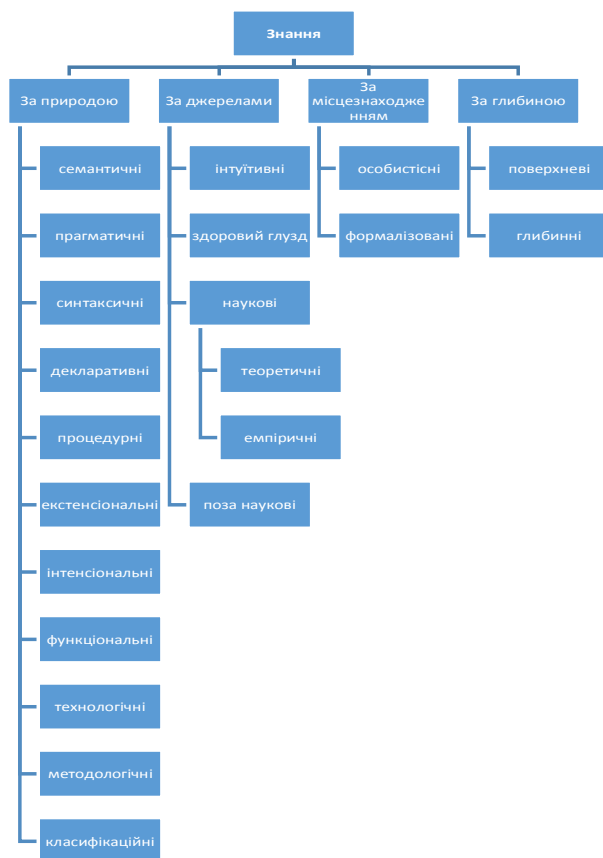 Знання
За природою
семантичні
прагматичні
синтаксичні
декларативні
процедурні
екстенсіональні
інтенсіональні
функціональні
технологічні
методологічні
класифікаційні
За джерелами
інтуїтивні
здоровий глузд
наукові
теоретичні
емпіричні
поза наукові
За
місцезнаходже
нням
особистісні
формалізовані
За глибиною
поверхневі
глибинні